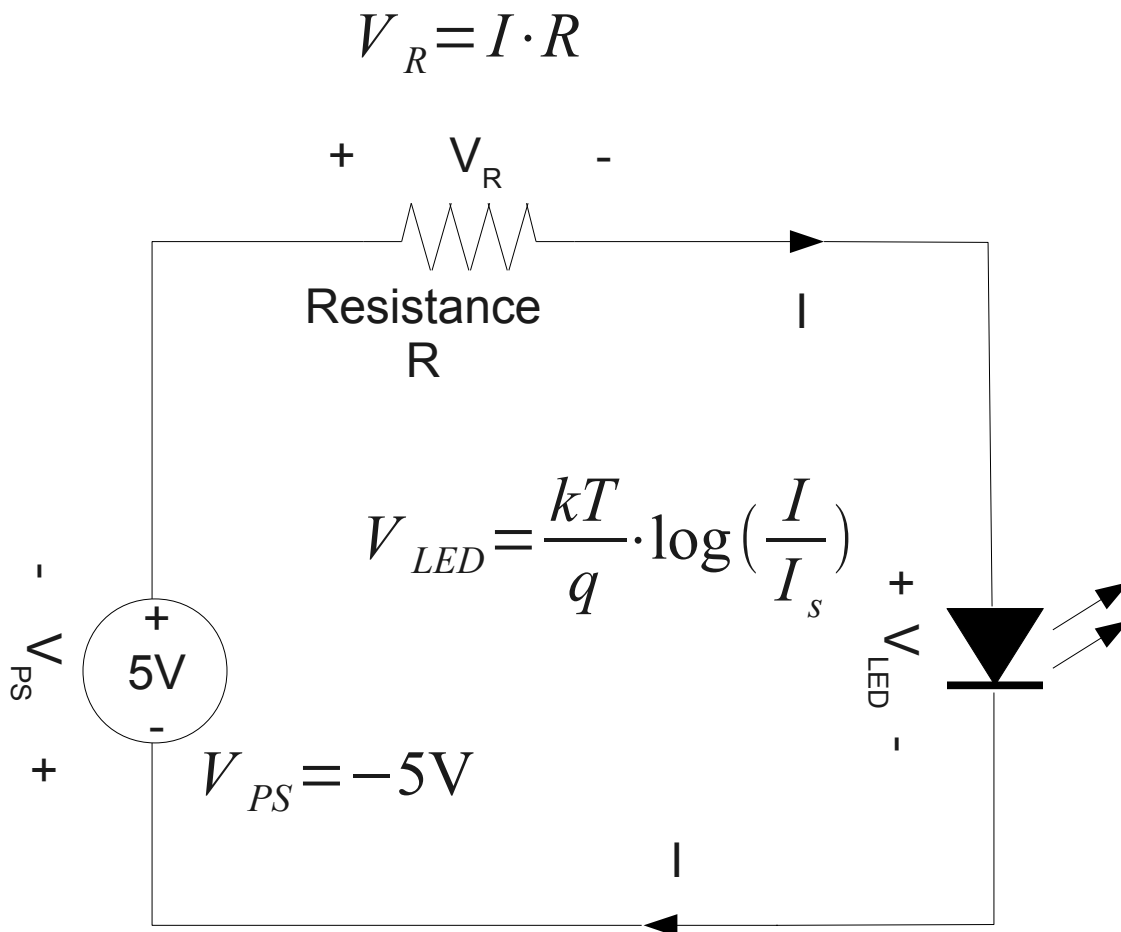 V_R = I · R
+ V_R -
Resistance
R
I
V_LED = kT/q · log(I/I_s)
- V_PS +
+
5V
-
+ V_LED -
V_PS = −5V
I